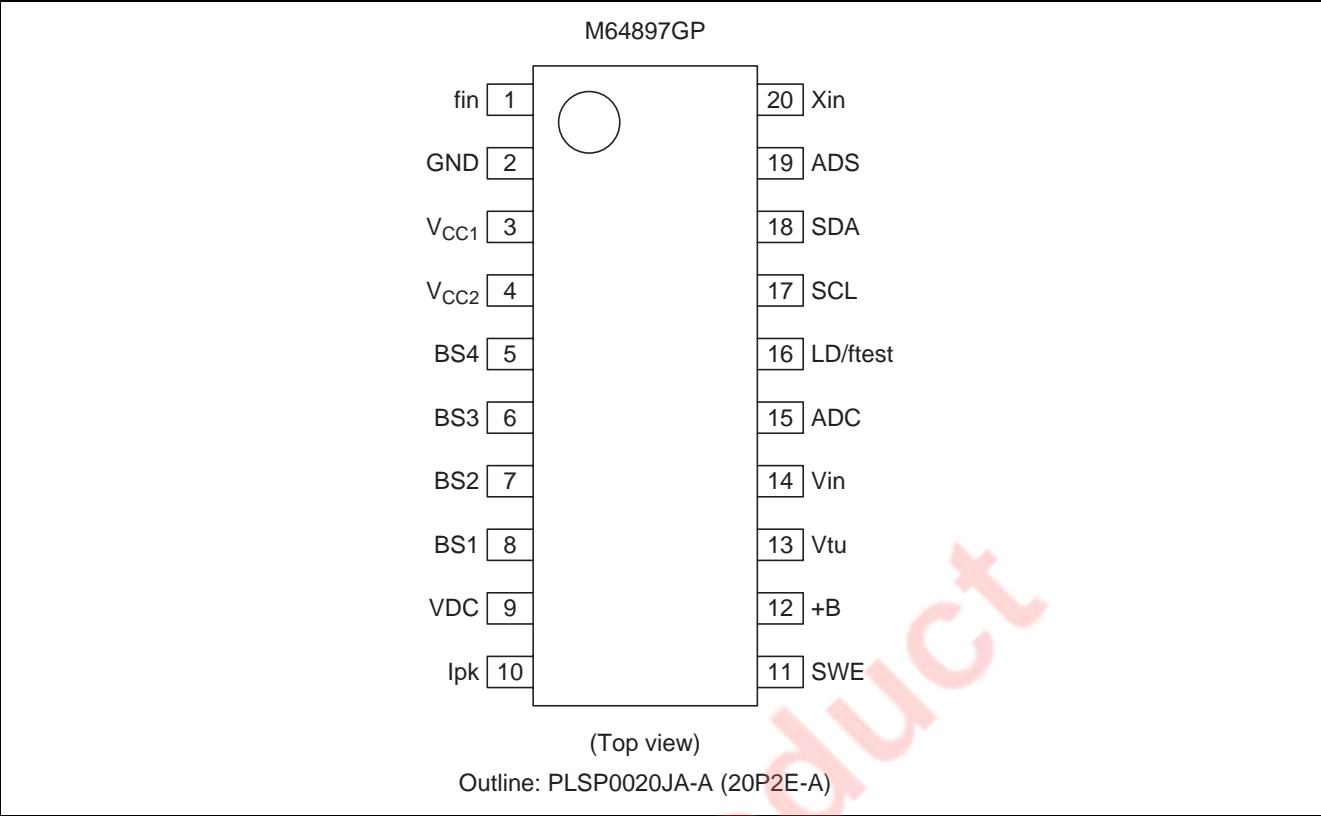 M64897GP
fin 1
GND 2
VCC1 3
VCC2 4
BS4 5
BS3 6
BS2 7
BS1 8
VDC 9
Ipk 10
20 Xin
19 ADS
18 SDA
17 SCL
16 LD/ftest
15 ADC
14 Vin
13 Vtu
12 +B
11 SWE
(Top view)
Outline: PLSP0020JA-A (20P2E-A)
duct